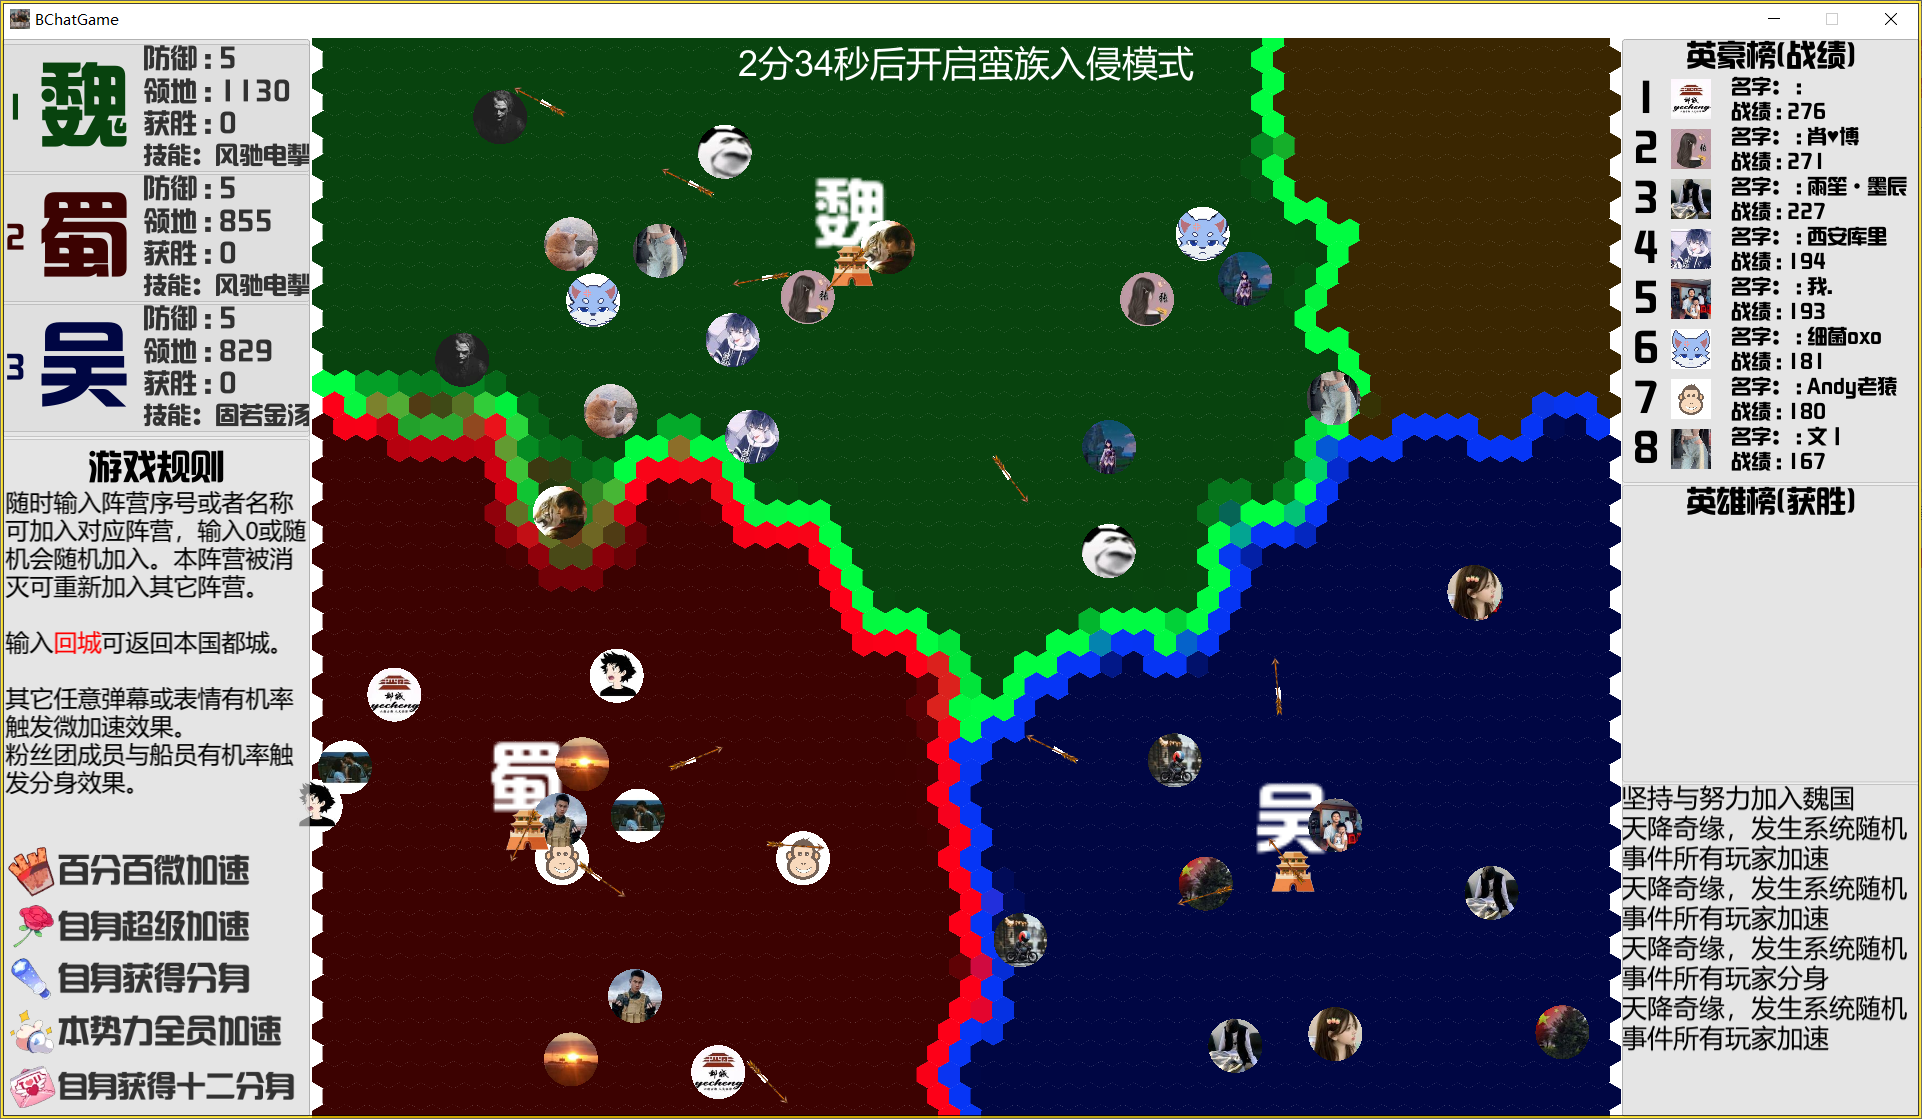 BChatGame
1
魏
防御：5
领地：1130
获胜：0
技能：风驰电掣
2
蜀
防御：5
领地：855
获胜：0
技能：风驰电掣
3
吴
防御：5
领地：829
获胜：0
技能：固若金汤
游戏规则
随时输入阵营序号或者名称
可加入对应阵营，输入0或随
机会随机加入。本阵营被消
灭可重新加入其它阵营。
输入回城可返回本国都城。
其它任意弹幕或表情有机率
触发微加速效果。
粉丝团成员与船员有机率触
发分身效果。
百分百微加速
自身超级加速
自身获得分身
本势力全员加速
自身获得十二分身
2分34秒后开启蛮族入侵模式
魏
蜀
吴
yecheng
yecheng
英豪榜(战绩)
1
yecheng
名字：：
战绩：276
2
名字：：肖♥博
战绩：271
3
名字：：雨笙·墨辰
战绩：227
4
名字：：西安库里
战绩：194
5
名字：：我.
战绩：193
6
名字：：细菌oxo
战绩：181
7
名字：：Andy老猿
战绩：180
8
名字：：文丨
战绩：167
英雄榜(获胜)
坚持与努力加入魏国
天降奇缘，发生系统随机
事件所有玩家加速
天降奇缘，发生系统随机
事件所有玩家加速
天降奇缘，发生系统随机
事件所有玩家分身
天降奇缘，发生系统随机
事件所有玩家加速